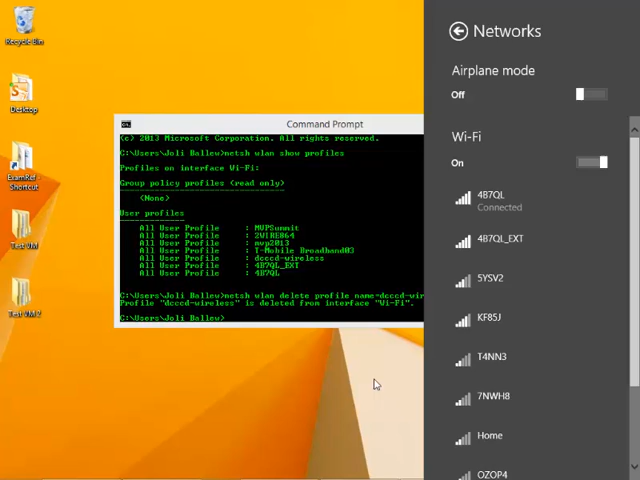 Recycle Bin
Desktop
ExamRef -
Shortcut
Test VM
Test VM 2
Command Prompt
(c) 2013 Microsoft Corporation. All rights reserved.
C:\Users\Joli Ballew>netsh wlan show profiles
Profiles on interface Wi-Fi:
Group policy profiles (read only)
---------------------------------
<None>
User profiles
-------------
All User Profile : MVPSummit
All User Profile : 2WIRE864
All User Profile : mvp2013
All User Profile : T-Mobile Broadband03
All User Profile : dcccd-wireless
All User Profile : 4B7QL_EXT
All User Profile : 4B7QL
C:\Users\Joli Ballew>netsh wlan delete profile name=dcccd-wir
Profile "dcccd-wireless" is deleted from interface "Wi-Fi".
C:\Users\Joli Ballew>
Networks
Airplane mode
Off
Wi-Fi
On
4B7QL
Connected
4B7QL_EXT
5YSV2
KF85J
T4NN3
7NWH8
Home
OZOP4